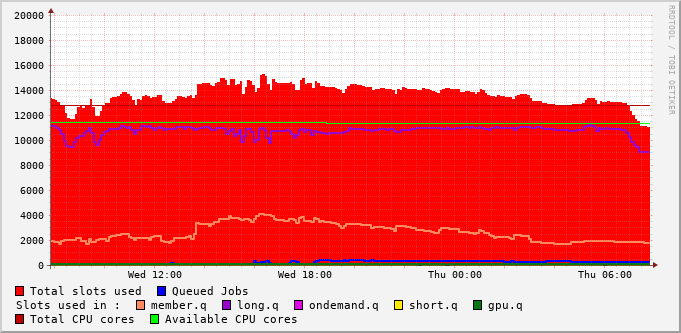 20000
18000
16000
14000
12000
10000
8000
6000
4000
2000
0
Wed 12:00 Wed 18:00 Thu 00:00 Thu 06:00
RRDTOOL / TOBI OETIKER
Total slots used Queued Jobs
Slots used in : member.q long.q ondemand.q short.q gpu.q
Total CPU cores Available CPU cores